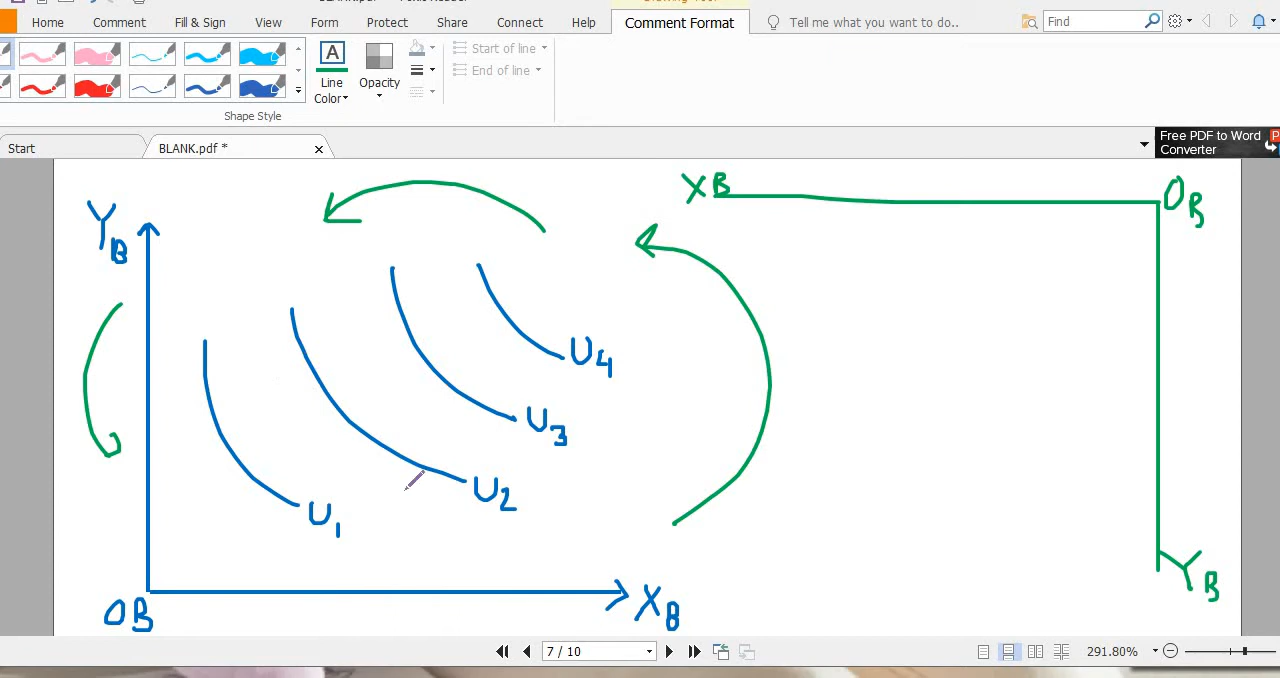 Home Comment Fill & Sign View Form Protect Share Connect Help Comment Format Tell me what you want to do.. Find
Line Color
Opacity
Start of line
End of line
Shape Style
Start
BLANK.pdf *
Free PDF to Word Converter
YB
XB
OB
U4
U3
U2
U1
YB
OB
XB
7 / 10
291.80%